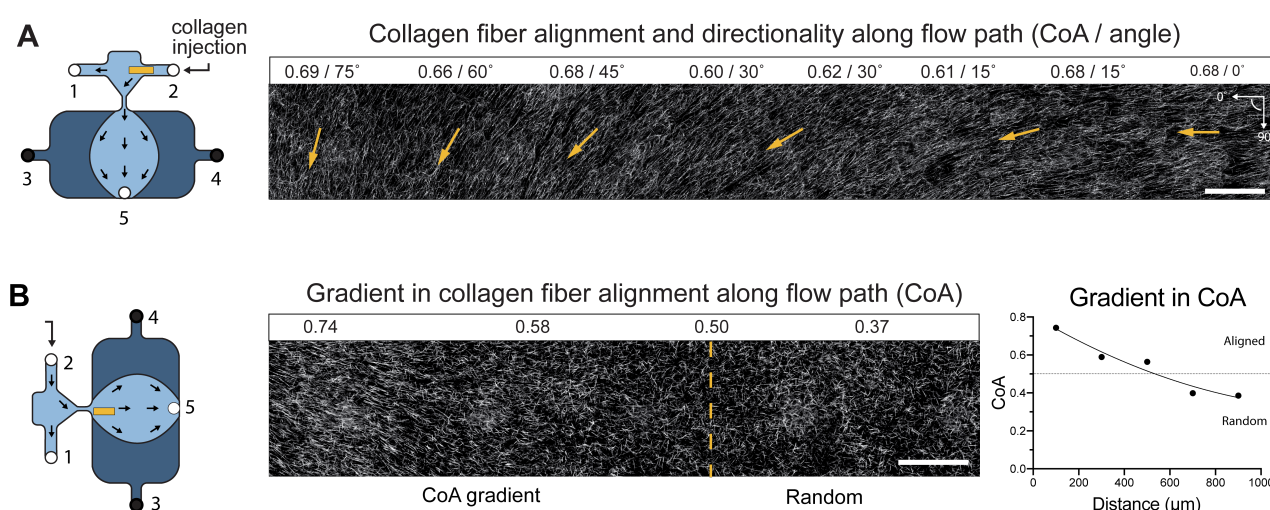 A
collagen
injection
1
2
3
4
5
Collagen fiber alignment and directionality along flow path (CoA / angle)
0.69 / 75° 0.66 / 60° 0.68 / 45° 0.60 / 30° 0.62 / 30° 0.61 / 15° 0.68 / 15° 0.68 / 0°
0°
90
B
4
2
5
1
3
Gradient in collagen fiber alignment along flow path (CoA)
0.74 0.58 0.50 0.37
CoA gradient Random
Gradient in CoA
0.8
0.6
0.4
0.2
0.0
CoA
Aligned
Random
0 200 400 600 800 1000
Distance (μm)